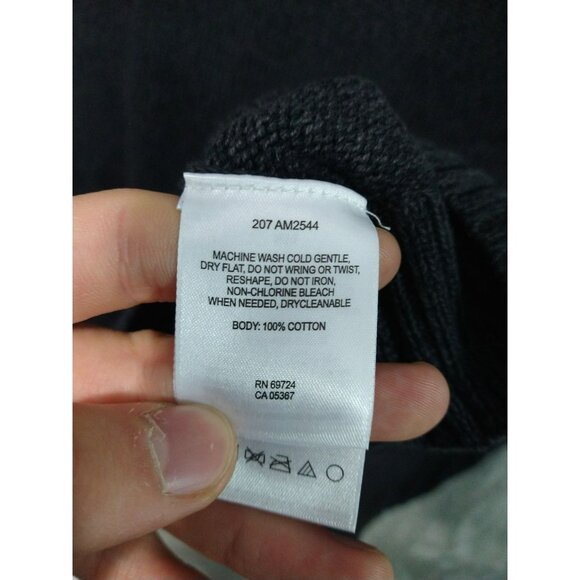 207 AM2544
MACHINE WASH COLD GENTLE,
DRY FLAT, DO NOT WRING OR TWIST,
RESHAPE, DO NOT IRON,
NON-CHLORINE BLEACH
WHEN NEEDED, DRYCLEANABLE
BODY: 100% COTTON
RN 69724
CA 05367